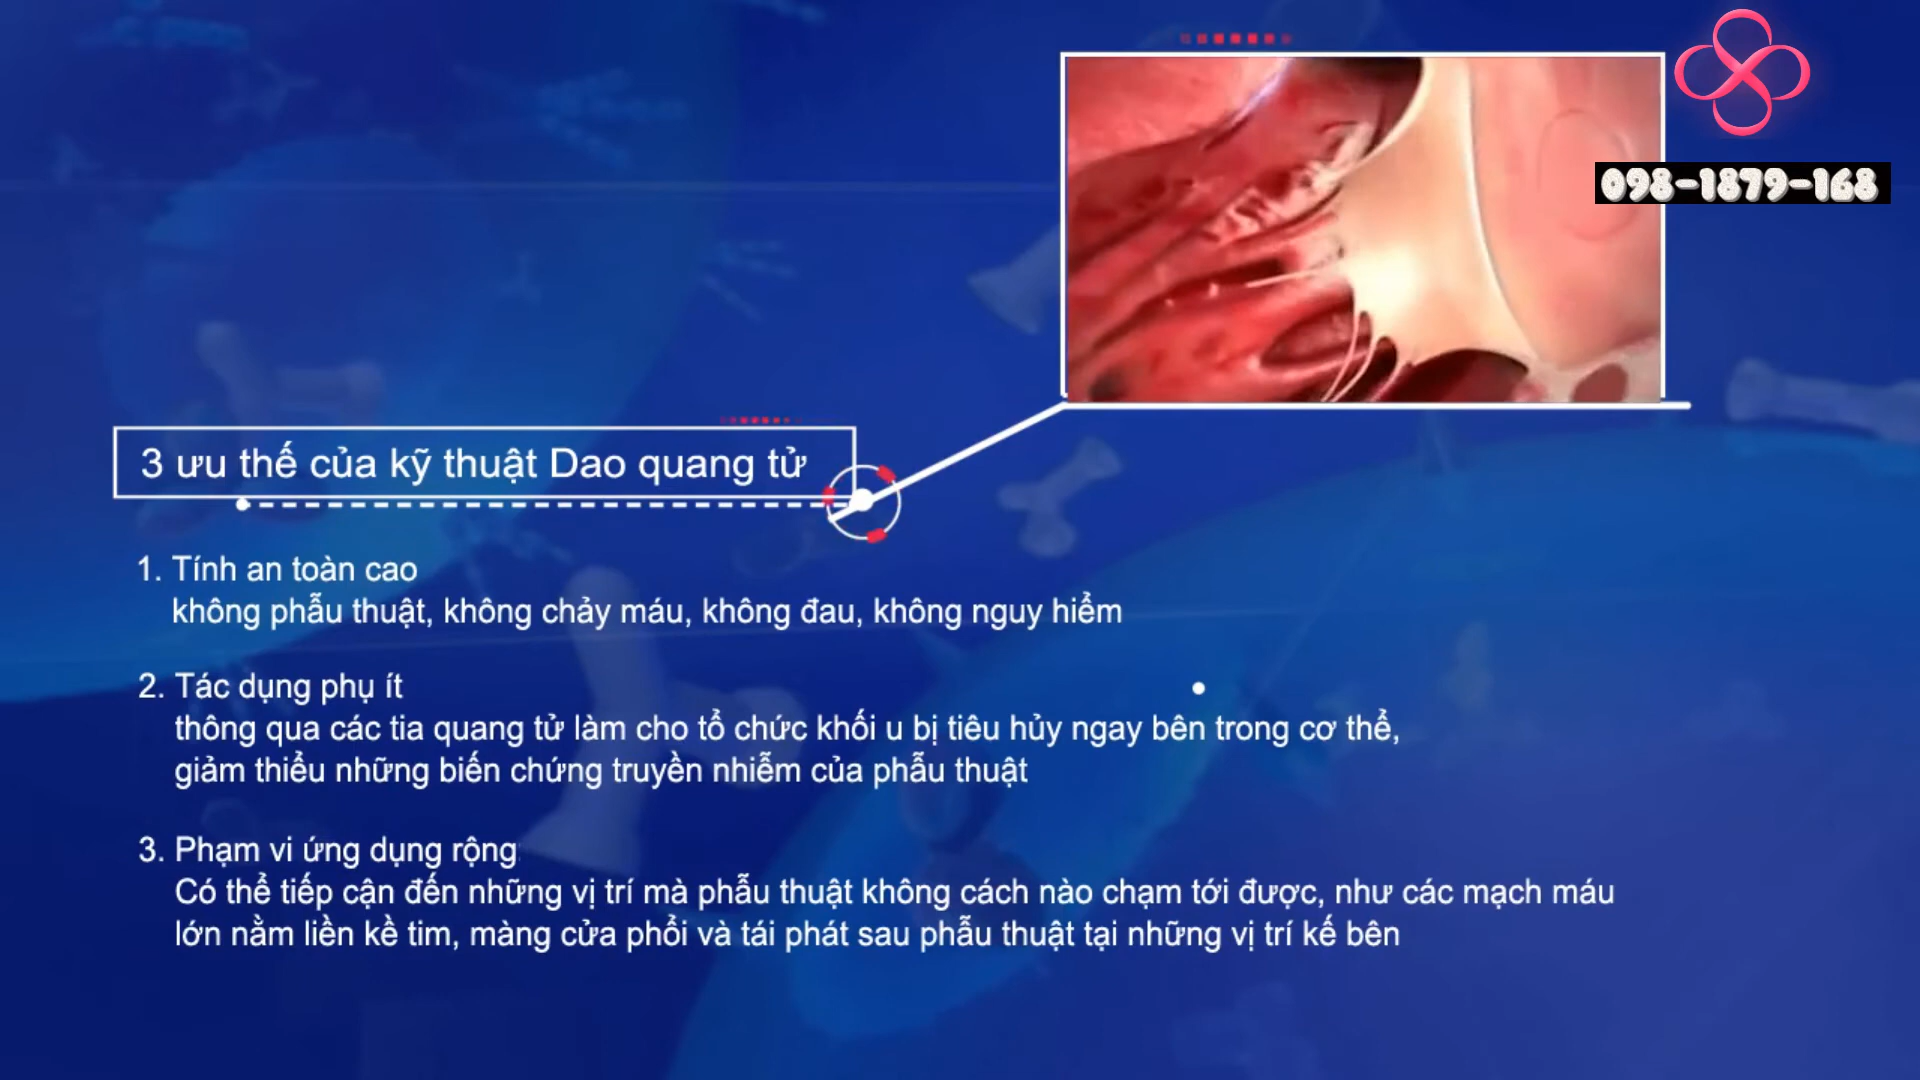 098-1879-168
3 ưu thế của kỹ thuật Dao quang tử
1. Tính an toàn cao
không phẫu thuật, không chảy máu, không đau, không nguy hiểm
2. Tác dụng phụ ít
thông qua các tia quang tử làm cho tổ chức khối u bị tiêu hủy ngay bên trong cơ thể,
giảm thiểu những biến chứng truyền nhiễm của phẫu thuật
3. Phạm vi ứng dụng rộng
Có thể tiếp cận đến những vị trí mà phẫu thuật không cách nào chạm tới được, như các mạch máu
lớn nằm liền kề tim, màng cửa phổi và tái phát sau phẫu thuật tại những vị trí kế bên